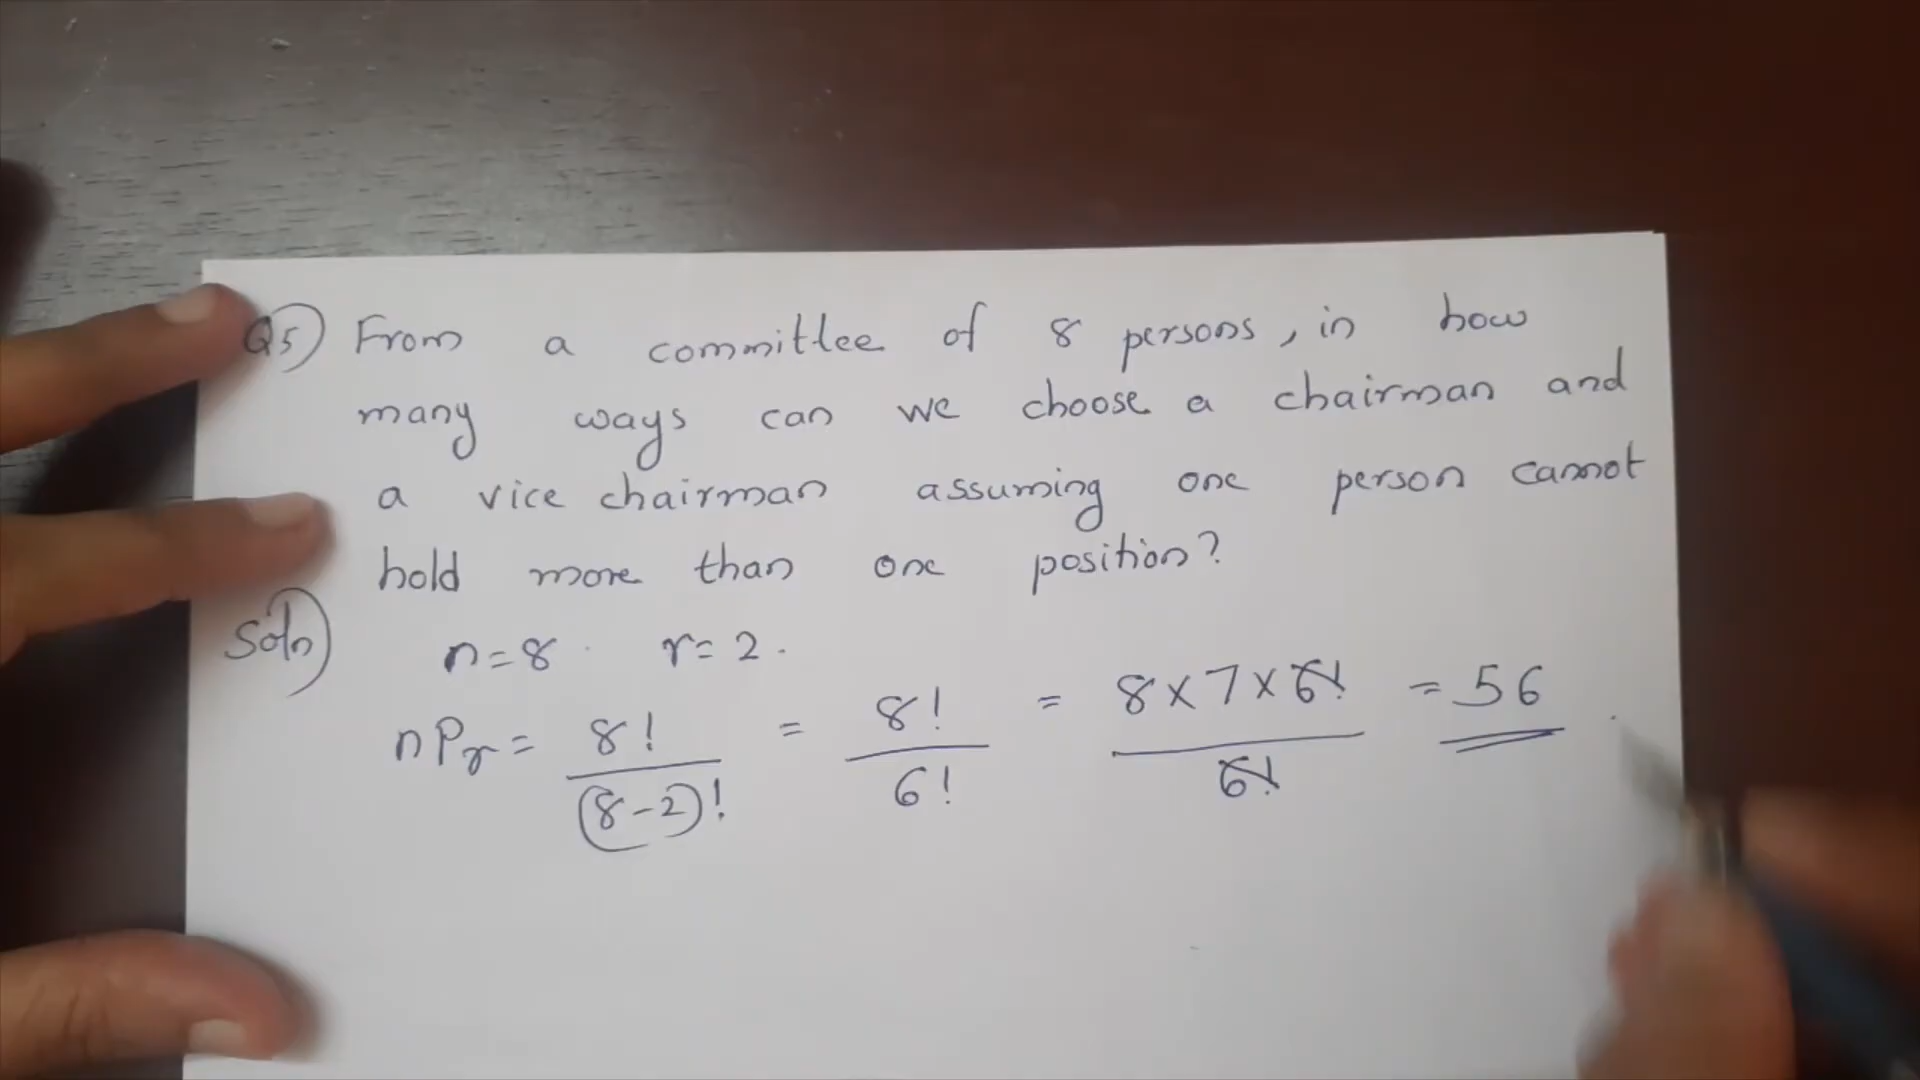 Q5) From a committee of 8 persons, in how
many ways can we choose a chairman and
a vice chairman assuming one person cannot
hold more than one position?
Soln) n=8 r=2.
nPr = 8!/(8-2)! = 8!/6! = 8×7×6!/6! = 56